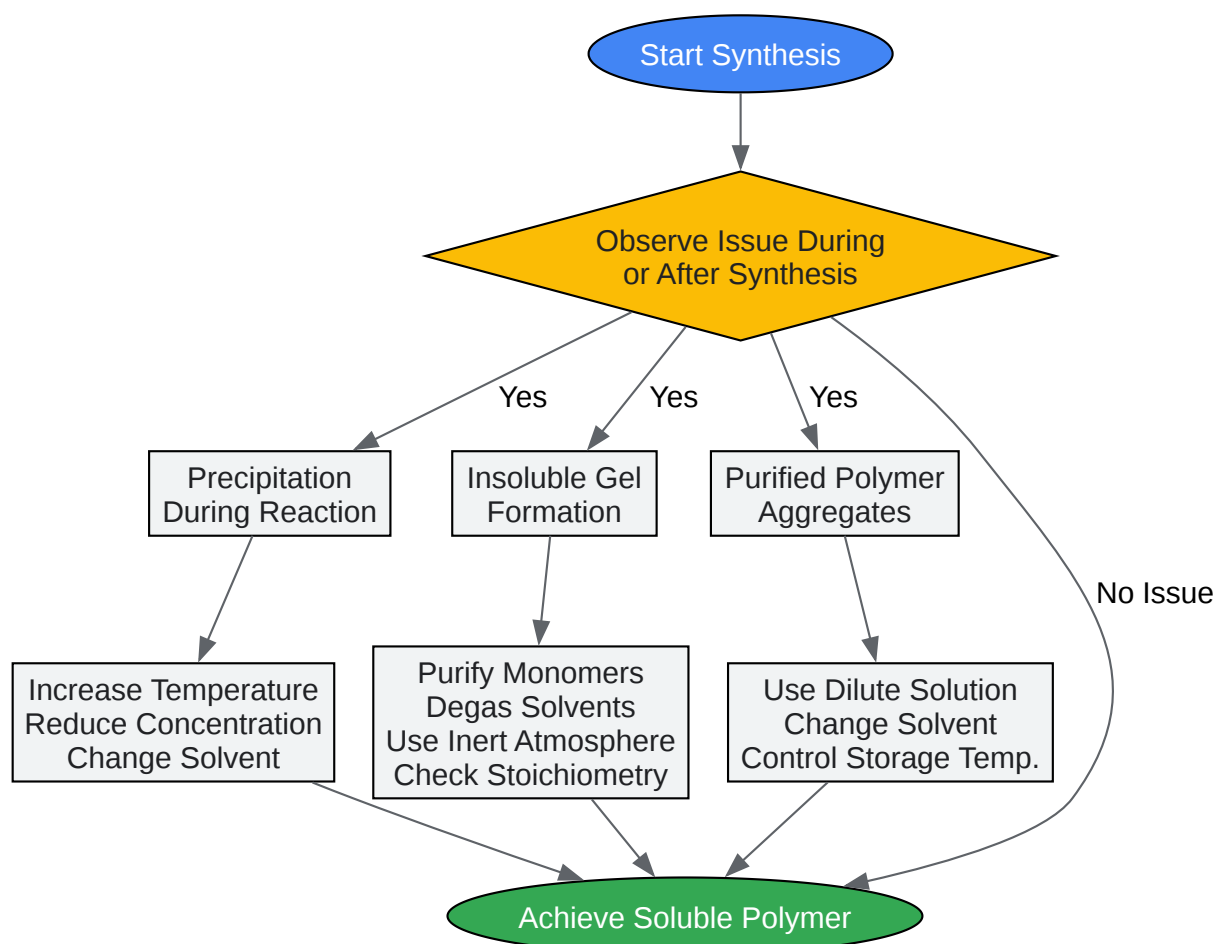 Start Synthesis
Observe Issue During
or After Synthesis
Yes
Yes
Yes
No Issue
Precipitation
During Reaction
Insoluble Gel
Formation
Purified Polymer
Aggregates
Increase Temperature
Reduce Concentration
Change Solvent
Purify Monomers
Degas Solvents
Use Inert Atmosphere
Check Stoichiometry
Use Dilute Solution
Change Solvent
Control Storage Temp.
Achieve Soluble Polymer